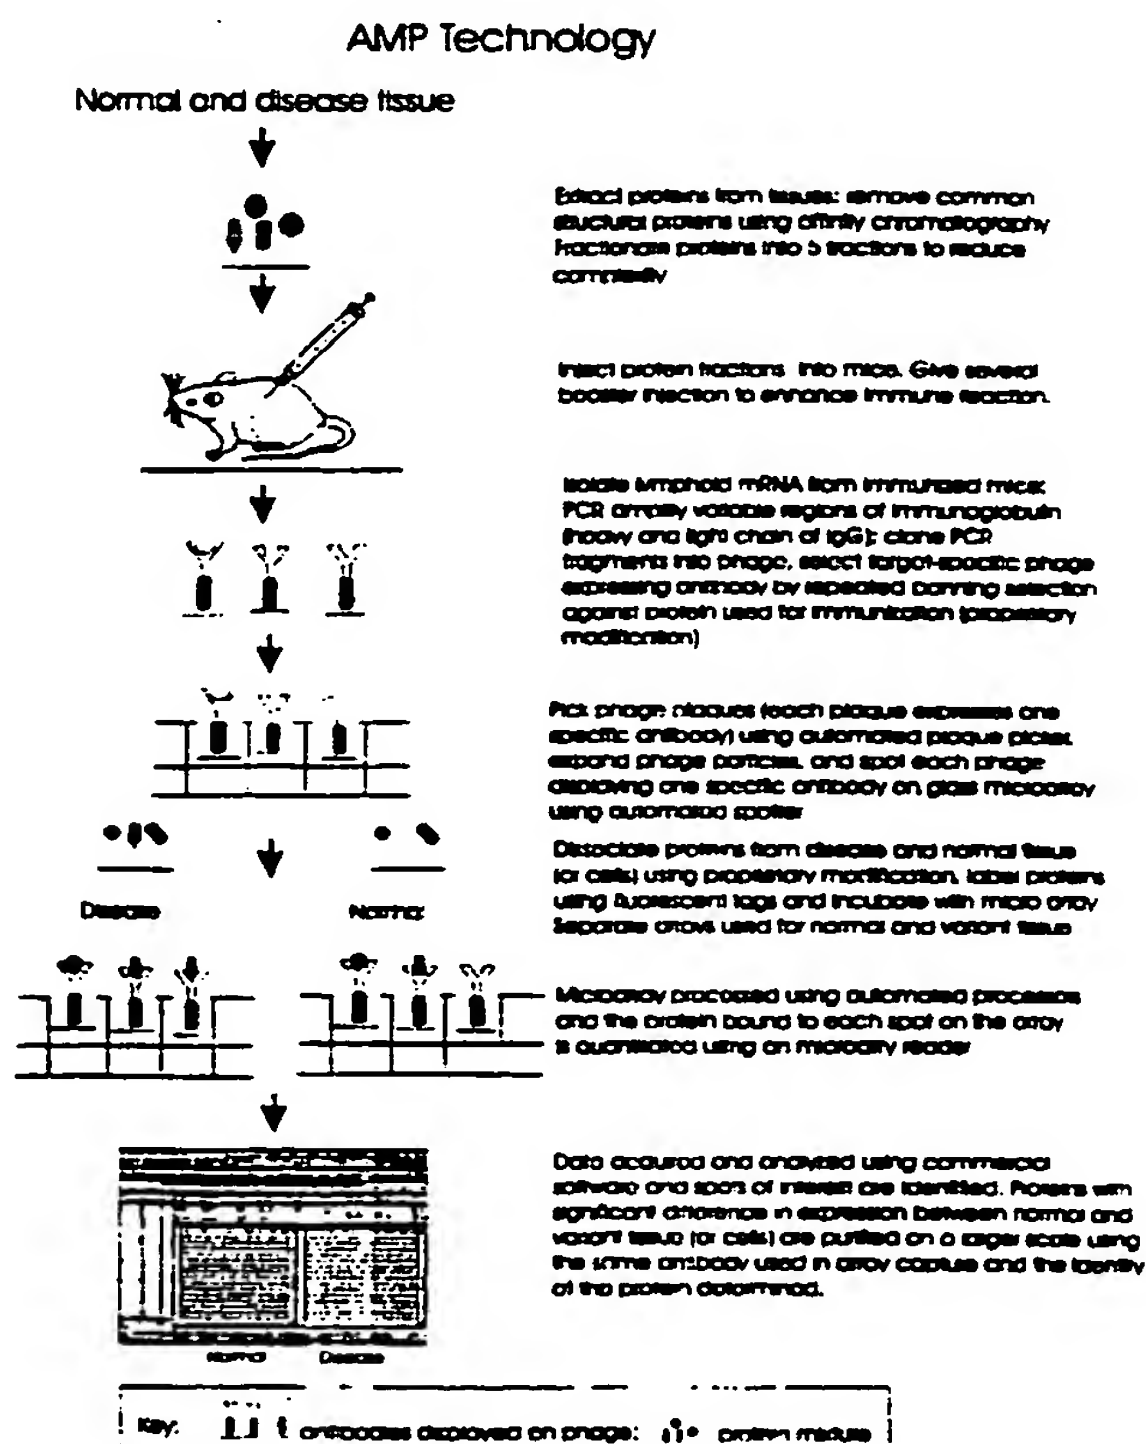 AMP Technology
Normal and disease tissue
Extract proteins from tissues: remove common
structural proteins using affinity chromatography
Fractionate proteins into 5 fractions to reduce
complexity
Inject protein fractions into mice. Give several
booster injection to enhance immune reaction.
Isolate lymphoid mRNA from immunized mice;
PCR amplify variable regions of immunoglobulin
(heavy and light chain of IgG); clone PCR
fragments into phage, select target-specific phage
expressing antibody by repeated panning selection
against protein used for immunization (proprietary
modification)
Pick phage plaques (each plaque expresses one
specific antibody) using automated plaque picker,
expand phage particles, and spot each phage
displaying one specific antibody on glass microarray
using automated spotter
Disease
Normal
Dissociate proteins from disease and normal tissue
(or cells) using proprietary modification, label proteins
using fluorescent tags and incubate with micro array
Separate arrays used for normal and variant tissue
Microarray processed using automated processor
and the protein bound to each spot on the array
is quantitated using an microarray reader
Data acquired and analyzed using commercial
software and spots of interest are identified. Proteins with
significant difference in expression between normal and
variant tissue (or cells) are purified on a larger scale using
the same antibody used in array capture and the identity
of the protein determined.
Normal
Disease
Key:
antibodies displayed on phage;
protein mixture